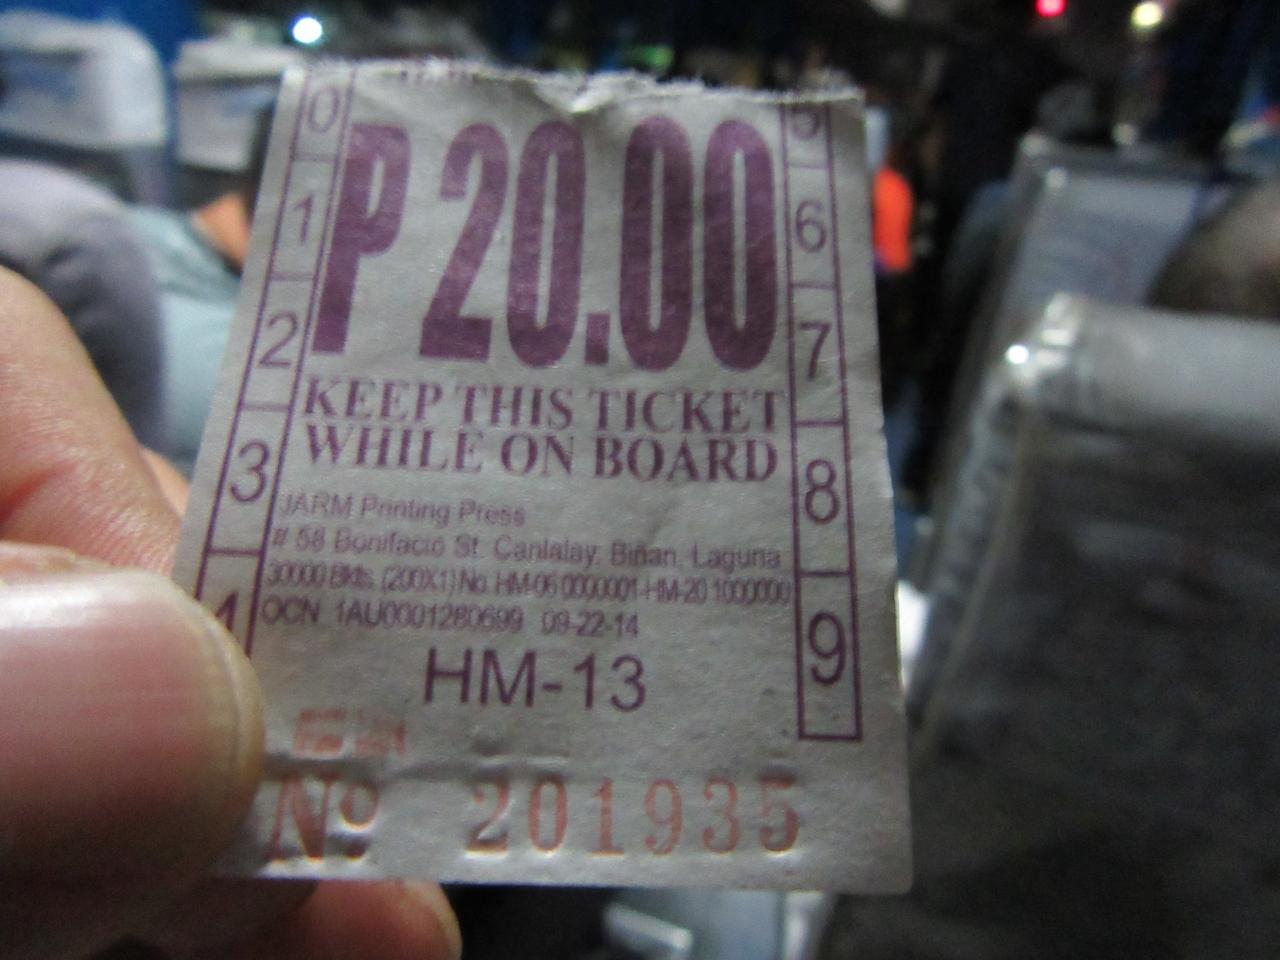 P 20.00
KEEP THIS TICKET
WHILE ON BOARD
JARM Printing Press
# 58 Bonifacio St. Canlalay, Biñan, Laguna
30000 Bklts. (200X1) No. HM-06 0000001-HM-20 1000000
OCN 1AU0001280699 09-22-14
HM-13
Nº 201935
0
1
2
3
4
5
6
7
8
9